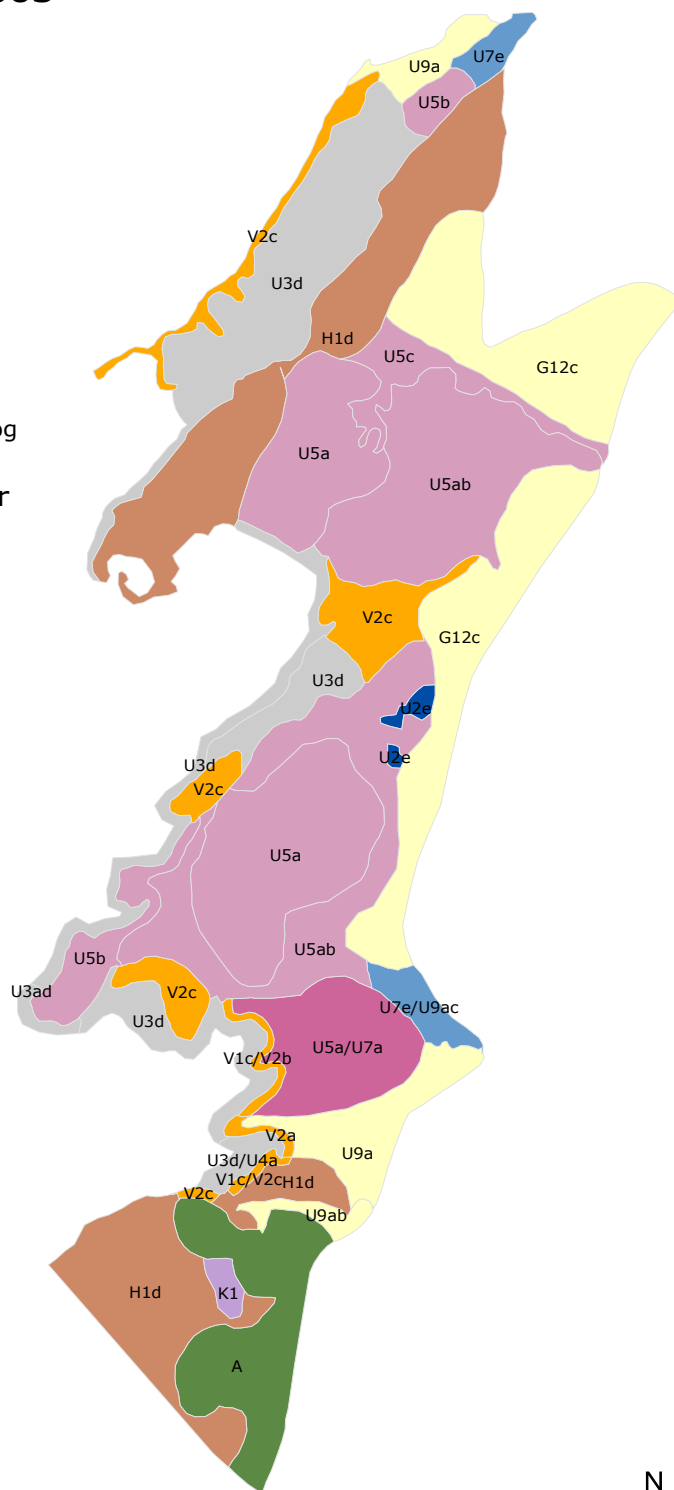 U7e
U9a
U5b
V2c
U3d
H1d
U5c
G12c
og
U5a
U5ab
r
V2c
G12c
U3d
U2e
U2e
U3d
V2c
U5a
U5ab
U5b
U3ad
V2c
U7e/U9ac
U3d
U5a/U7a
V1c/V2b
V2a
U9a
U3d/U4a
V1c/V2c
H1d
V2c
U9ab
H1d
K1
A
N